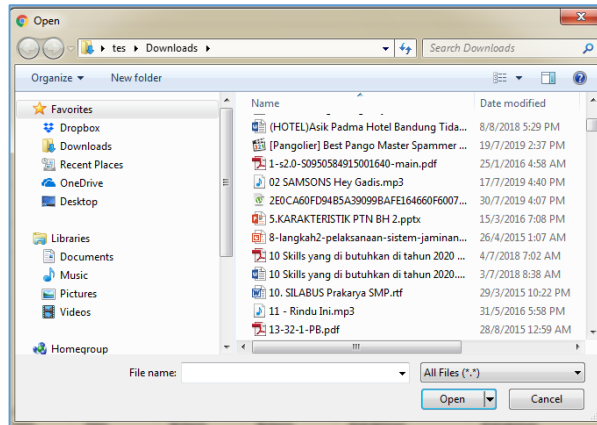 Open
tes Downloads
Search Downloads
Organize New folder
Favorites
Dropbox
Downloads
Recent Places
OneDrive
Desktop
Libraries
Documents
Music
Pictures
Videos
Homegroup
Name Date modified
(HOTEL)Asik Padma Hotel Bandung Tida... 8/8/2018 5:29 PM
[Pangolier] Best Pango Master Spammer ... 19/7/2019 2:37 PM
1-s2.0-S0950584915001640-main.pdf 25/1/2016 4:58 AM
02 SAMSONS Hey Gadis.mp3 17/7/2019 4:40 PM
2E0CA60FD94B5A39099BAFE164660F6007... 30/7/2019 4:07 PM
5.KARAKTERISTIK PTN BH 2.pptx 15/3/2016 7:08 PM
8-langkah2-pelaksanaan-sistem-jaminan... 26/4/2015 1:07 AM
10 Skills yang di butuhkan di tahun 2020 ... 4/7/2018 7:02 AM
10 Skills yang di butuhkan di tahun 2020.... 3/7/2018 8:38 AM
10. SILABUS Prakarya SMP.rtf 29/3/2015 10:22 PM
11 - Rindu Ini.mp3 31/5/2016 5:58 PM
13-32-1-PB.pdf 28/8/2015 12:59 AM
File name: All Files (*.*)
Open Cancel